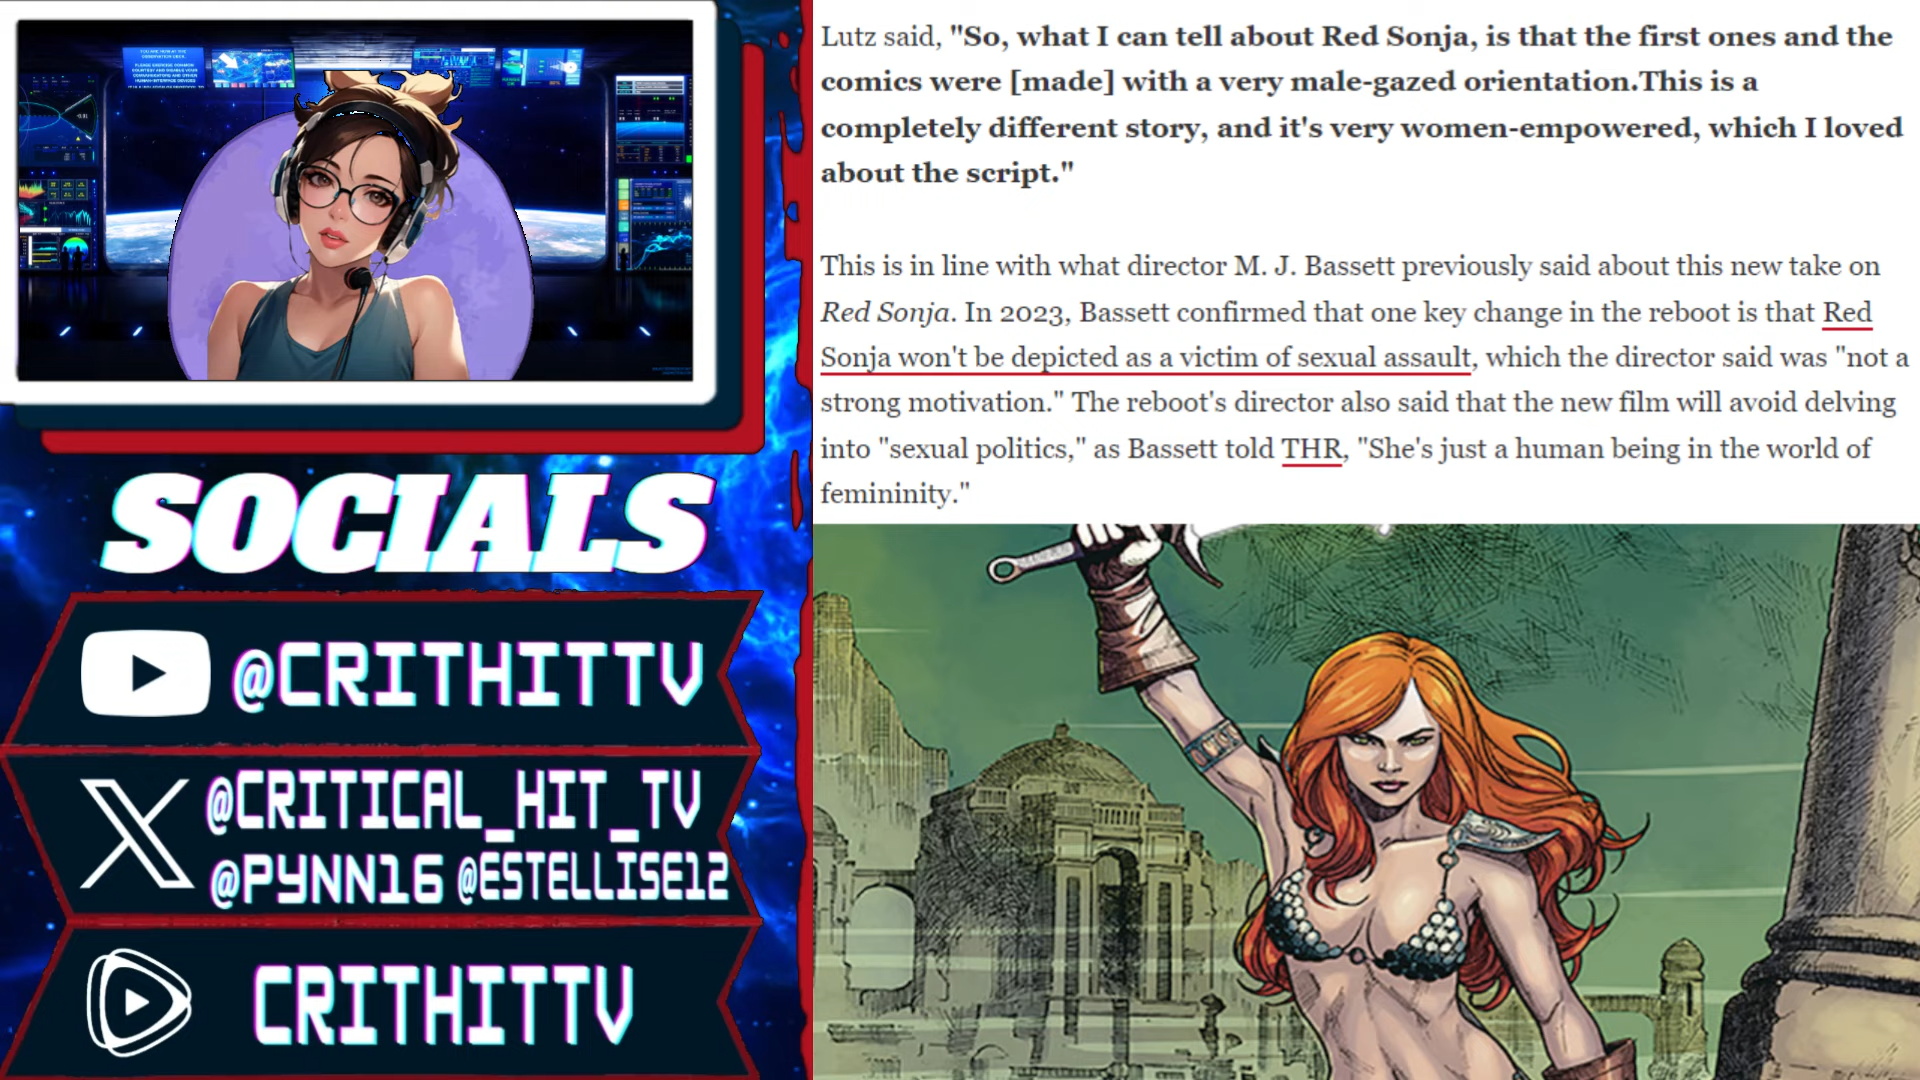 SOCIALS
@CRITHITTV
@CRITICAL_HIT_TV
@PYNN16 @ESTELLISE12
CRITHITTV
Lutz said, "So, what I can tell about Red Sonja, is that the first ones and the
comics were [made] with a very male-gazed orientation.This is a
completely different story, and it's very women-empowered, which I loved
about the script."
This is in line with what director M. J. Bassett previously said about this new take on
Red Sonja. In 2023, Bassett confirmed that one key change in the reboot is that Red
Sonja won't be depicted as a victim of sexual assault, which the director said was "not a
strong motivation." The reboot's director also said that the new film will avoid delving
into "sexual politics," as Bassett told THR, "She's just a human being in the world of
femininity."